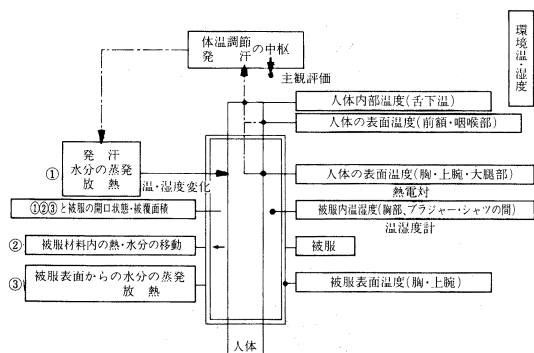 体温調節の中枢
発　汗
主観評価
環境温・湿度
人体内部温度(舌下温)
人体の表面温度(前額・咽喉部)
① 発　汗
水分の蒸発
放　熱
温・湿度変化
人体の表面温度(胸・上腕・大腿部)
熱電対
①②③と被服の開口状態・被覆面積
被服内温湿度(胸部、ブラジャー・シャツの間)
温湿度計
② 被服材料内の熱・水分の移動
被服
③ 被服表面からの水分の蒸発
放　熱
被服表面温度(胸・上腕)
人体